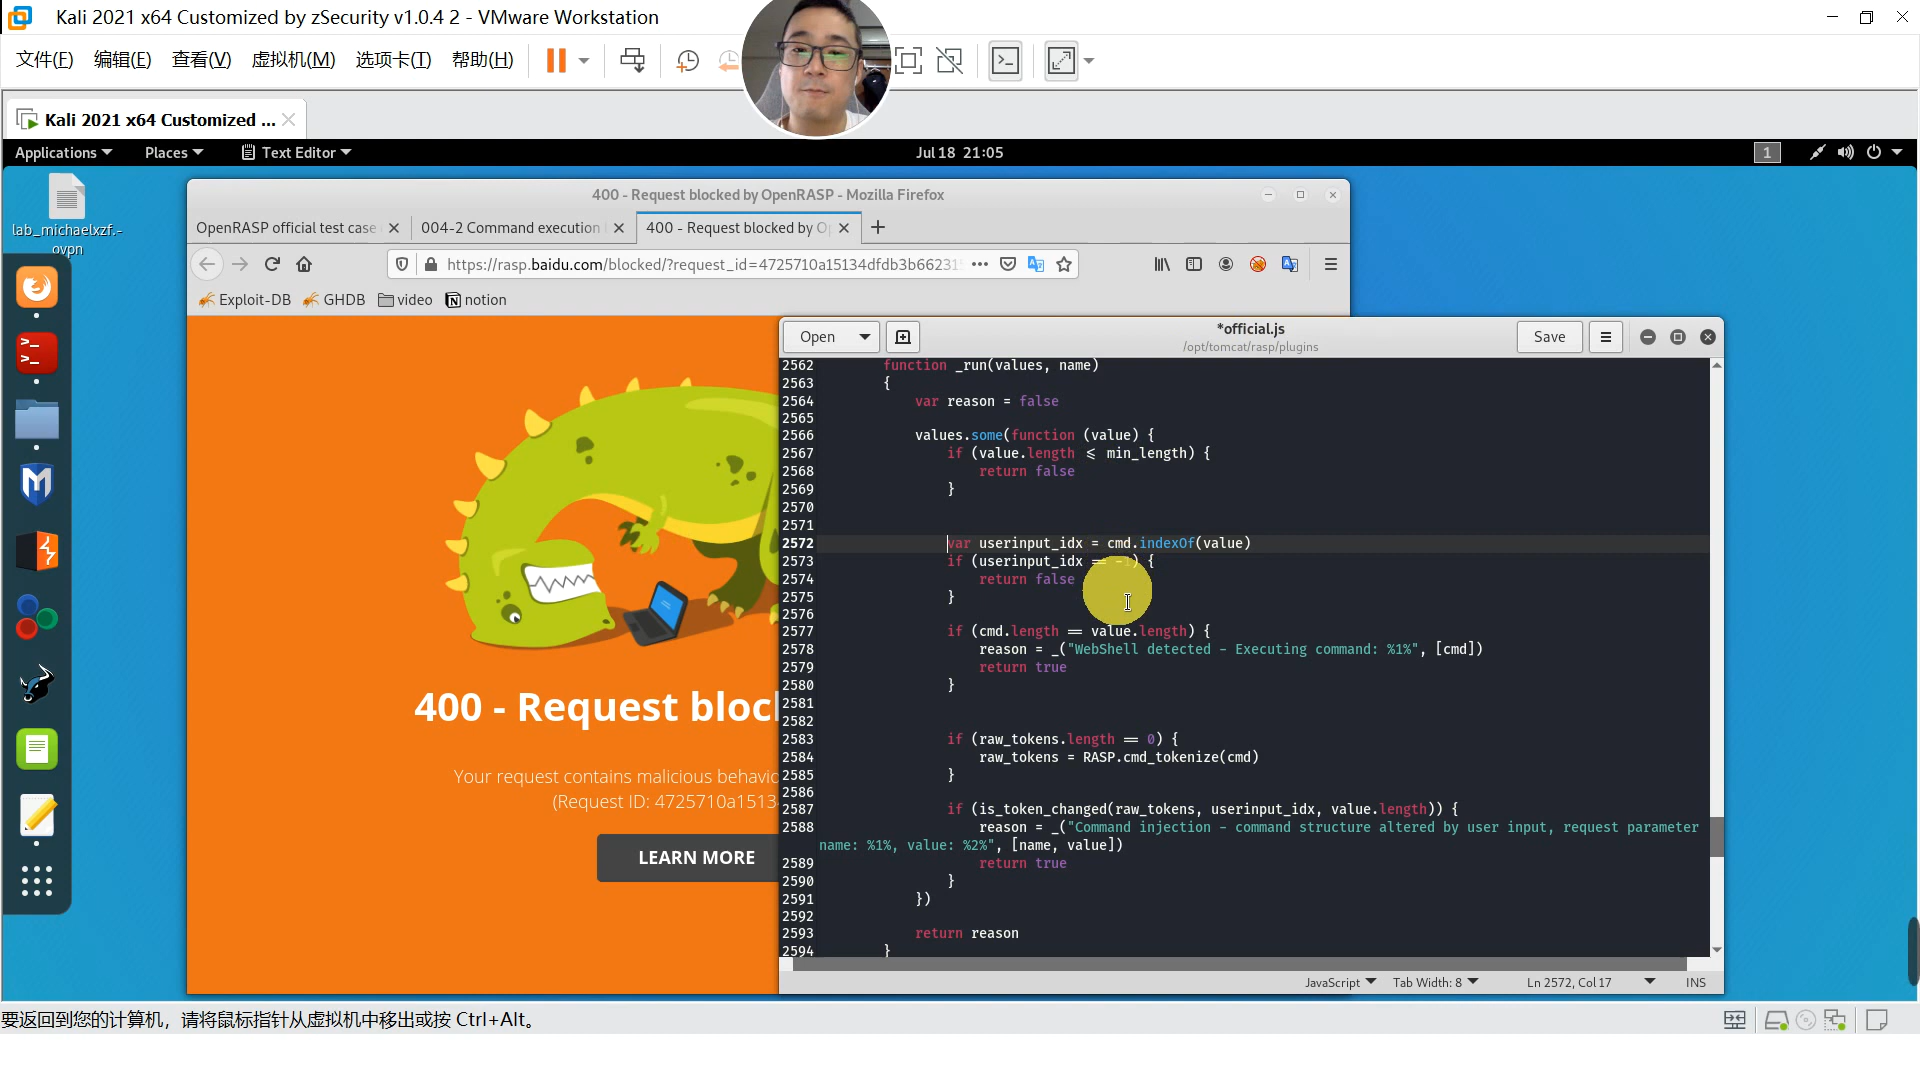 Kali 2021 x64 Customized by zSecurity v1.0.4 2 - VMware Workstation
文件(F) 编辑(E) 查看(V) 虚拟机(M) 选项卡(T) 帮助(H)
Kali 2021 x64 Customized ...
Applications Places Text Editor Jul 18 21:05 1
lab_michaelxzf.-
ovpn
400 - Request blocked by OpenRASP - Mozilla Firefox
OpenRASP official test case 004-2 Command execution 400 - Request blocked by O
https://rasp.baidu.com/blocked/?request_id=4725710a15134dfdb3b66231
Exploit-DB GHDB video notion
400 - Request bloc
Your request contains malicious behavio
(Request ID: 4725710a1513
LEARN MORE
Open *official.js Save
/opt/tomcat/rasp/plugins
2562 function _run(values, name)
2563 {
2564 var reason = false
2565
2566 values.some(function (value) {
2567 if (value.length <= min_length) {
2568 return false
2569 }
2570
2571
2572 var userinput_idx = cmd.indexOf(value)
2573 if (userinput_idx == -1) {
2574 return false
2575 }
2576
2577 if (cmd.length == value.length) {
2578 reason = _("WebShell detected - Executing command: %1%", [cmd])
2579 return true
2580 }
2581
2582
2583 if (raw_tokens.length == 0) {
2584 raw_tokens = RASP.cmd_tokenize(cmd)
2585 }
2586
2587 if (is_token_changed(raw_tokens, userinput_idx, value.length)) {
2588 reason = _("Command injection - command structure altered by user input, request parameter
name: %1%, value: %2%", [name, value])
2589 return true
2590 }
2591 })
2592
2593 return reason
2594 }
JavaScript Tab Width: 8 Ln 2572, Col 17 INS
要返回到您的计算机，请将鼠标指针从虚拟机中移出或按 Ctrl+Alt。